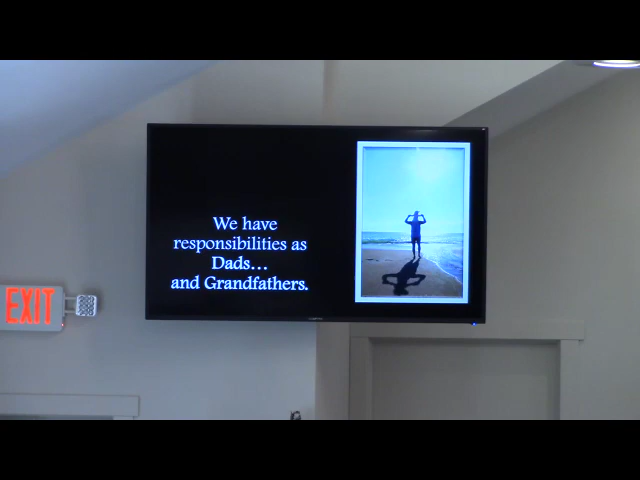 We have
responsibilities as
Dads...
and Grandfathers.
EXIT